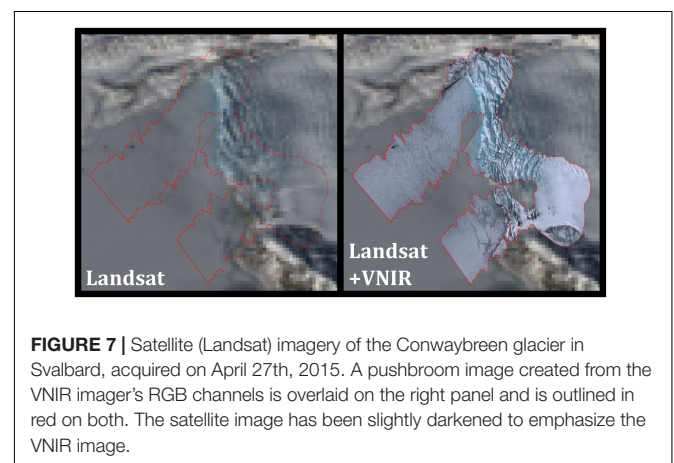 Landsat
Landsat
+VNIR
FIGURE 7 | Satellite (Landsat) imagery of the Conwaybreen glacier in
Svalbard, acquired on April 27th, 2015. A pushbroom image created from the
VNIR imager's RGB channels is overlaid on the right panel and is outlined in
red on both. The satellite image has been slightly darkened to emphasize the
VNIR image.